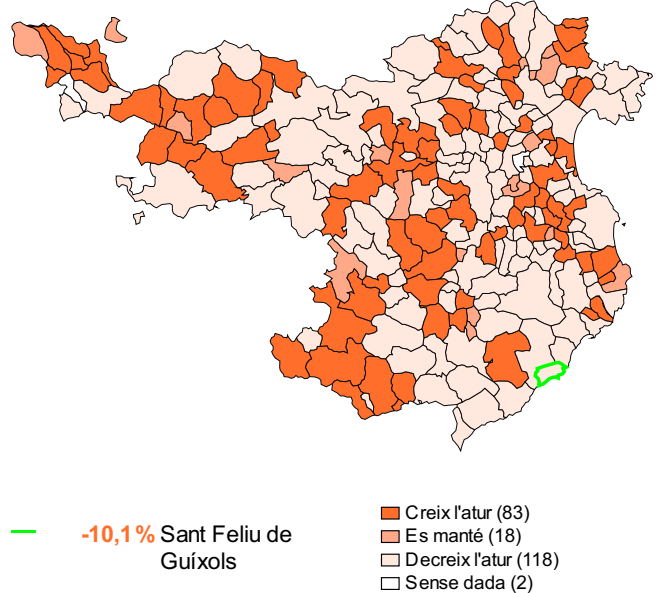 -10,1% Sant Feliu de
Guíxols
Creix l'atur (83)
Es manté (18)
Decreix l'atur (118)
Sense dada (2)